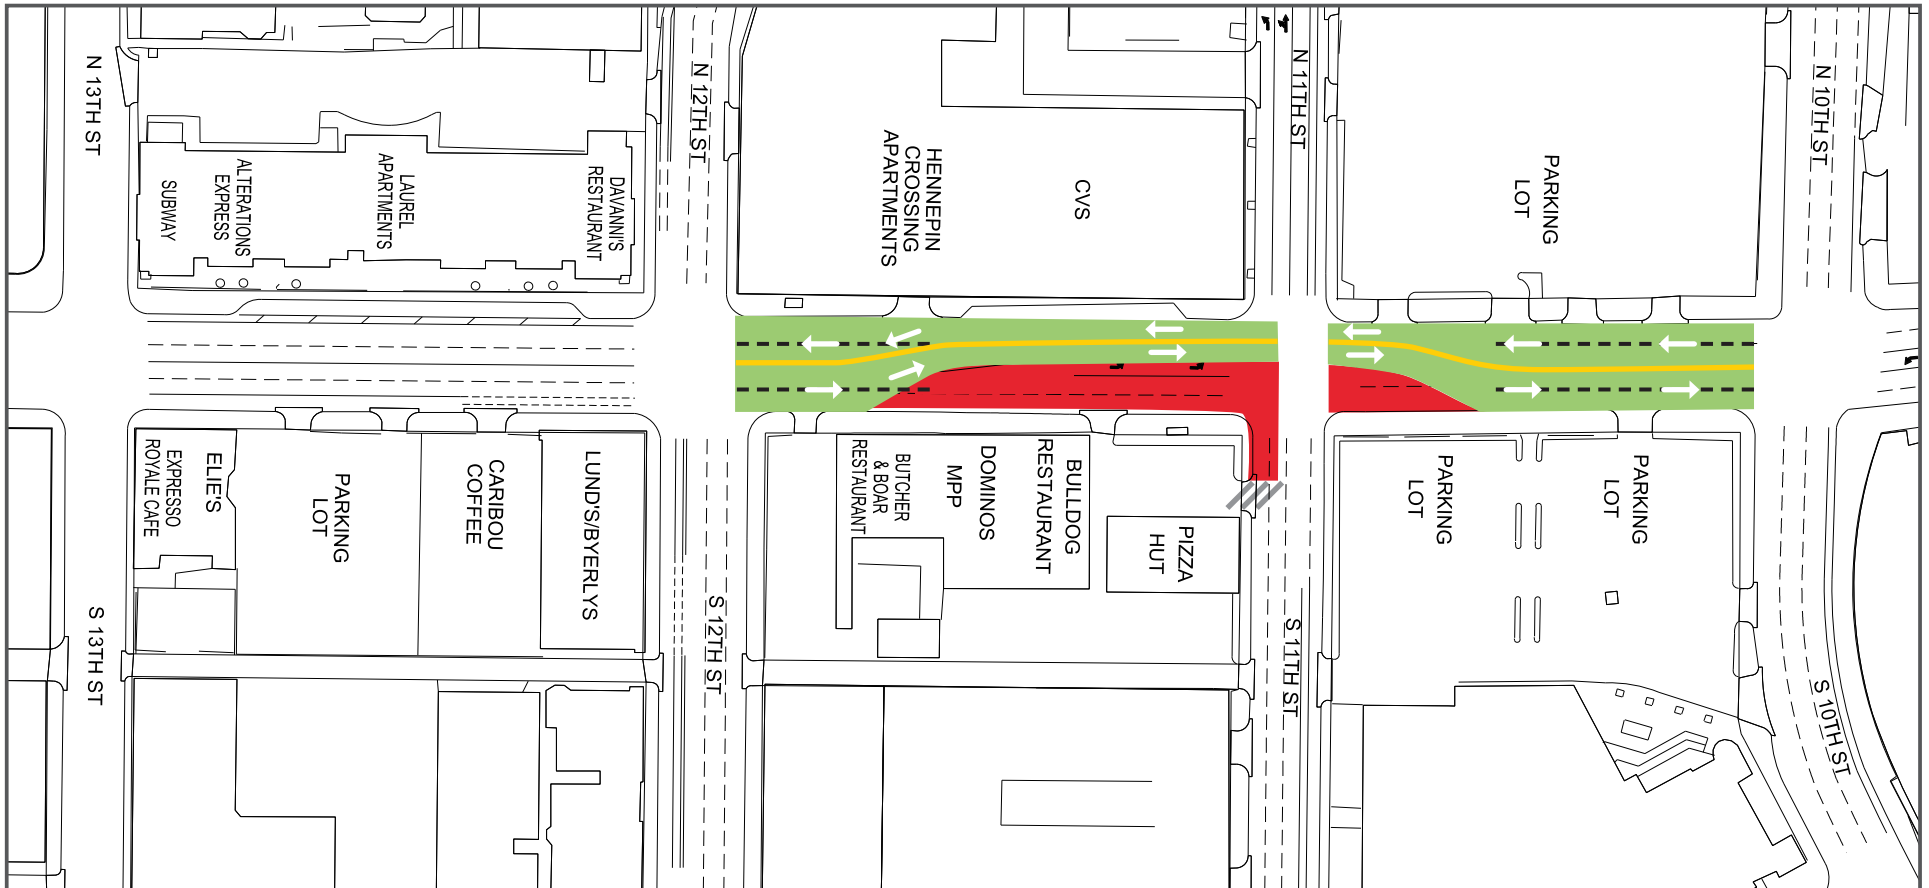 N 13TH ST
SUBWAY
ALTERATIONS
EXPRESS
LAUREL
APARTMENTS
DAVANNI'S
RESTAURANT
N 12TH ST
HENNEPIN
CROSSING
APARTMENTS
CVS
N 11TH ST
PARKING
LOT
N 10TH ST
S 13TH ST
ELIE'S
EXPRESSO
ROYALE CAFE
PARKING
LOT
CARIBOU
COFFEE
LUND'S/BYERLYS
S 12TH ST
BUTCHER
& BOAR
RESTAURANT
DOMINOS
MPP
BULLDOG
RESTAURANT
PIZZA
HUT
S 11TH ST
PARKING
LOT
PARKING
LOT
S 10TH ST